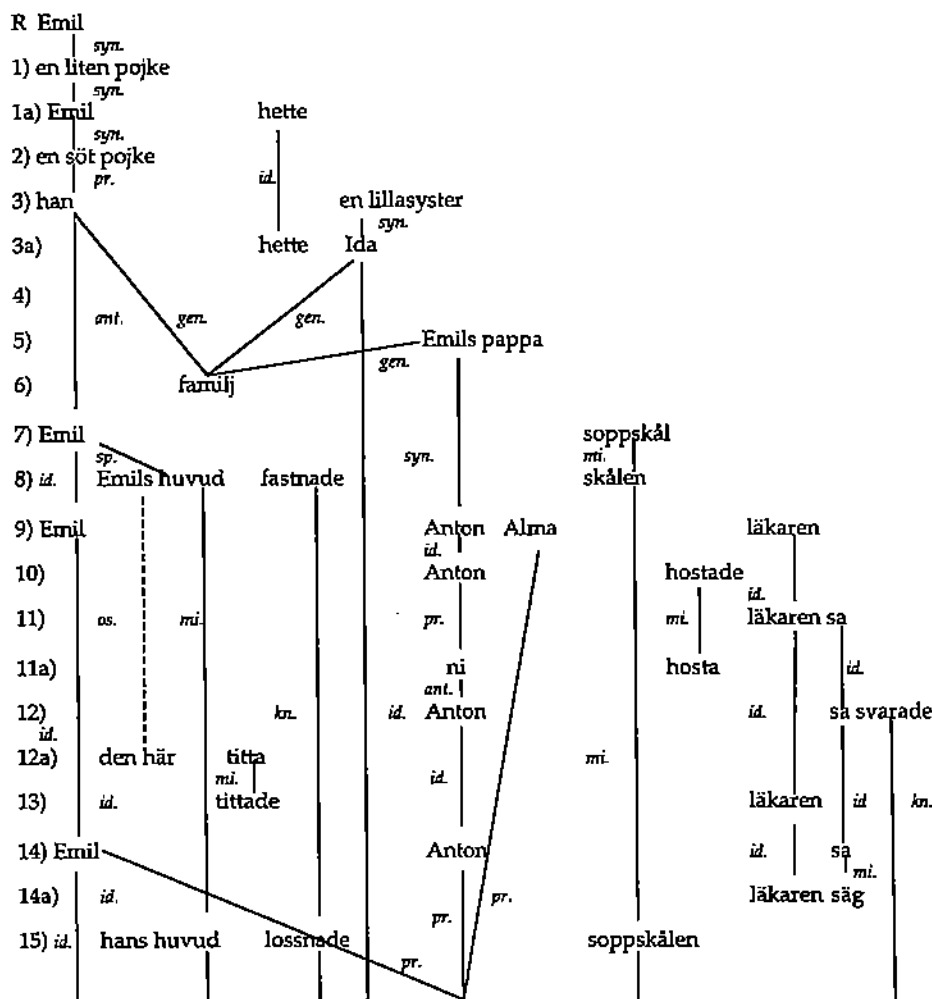 R Emil
syn.
1) en liten pojke
syn.
1a) Emil hette
syn.
2) en söt pojke
pr. id.
3) han en lillasyster
syn.
3a) hette Ida
4)
ant. gen. gen.
5) Emils pappa
gen.
6) familj
7) Emil soppskål
sp. syn. mi.
8) id. Emils huvud fastnade skålen
9) Emil Anton Alma läkaren
id.
10) Anton hostade
id.
11) os. mi. pr. mi. läkaren sa
11a) ni hosta id.
ant.
12) kn. id. Anton id. sa svarade
id.
12a) den här titta mi.
mi. id.
13) id. tittade läkaren id kn.
14) Emil Anton id. sa
mi.
14a) id. pr. läkaren säg
pr.
15) id. hans huvud lossnade soppskålen
pr.